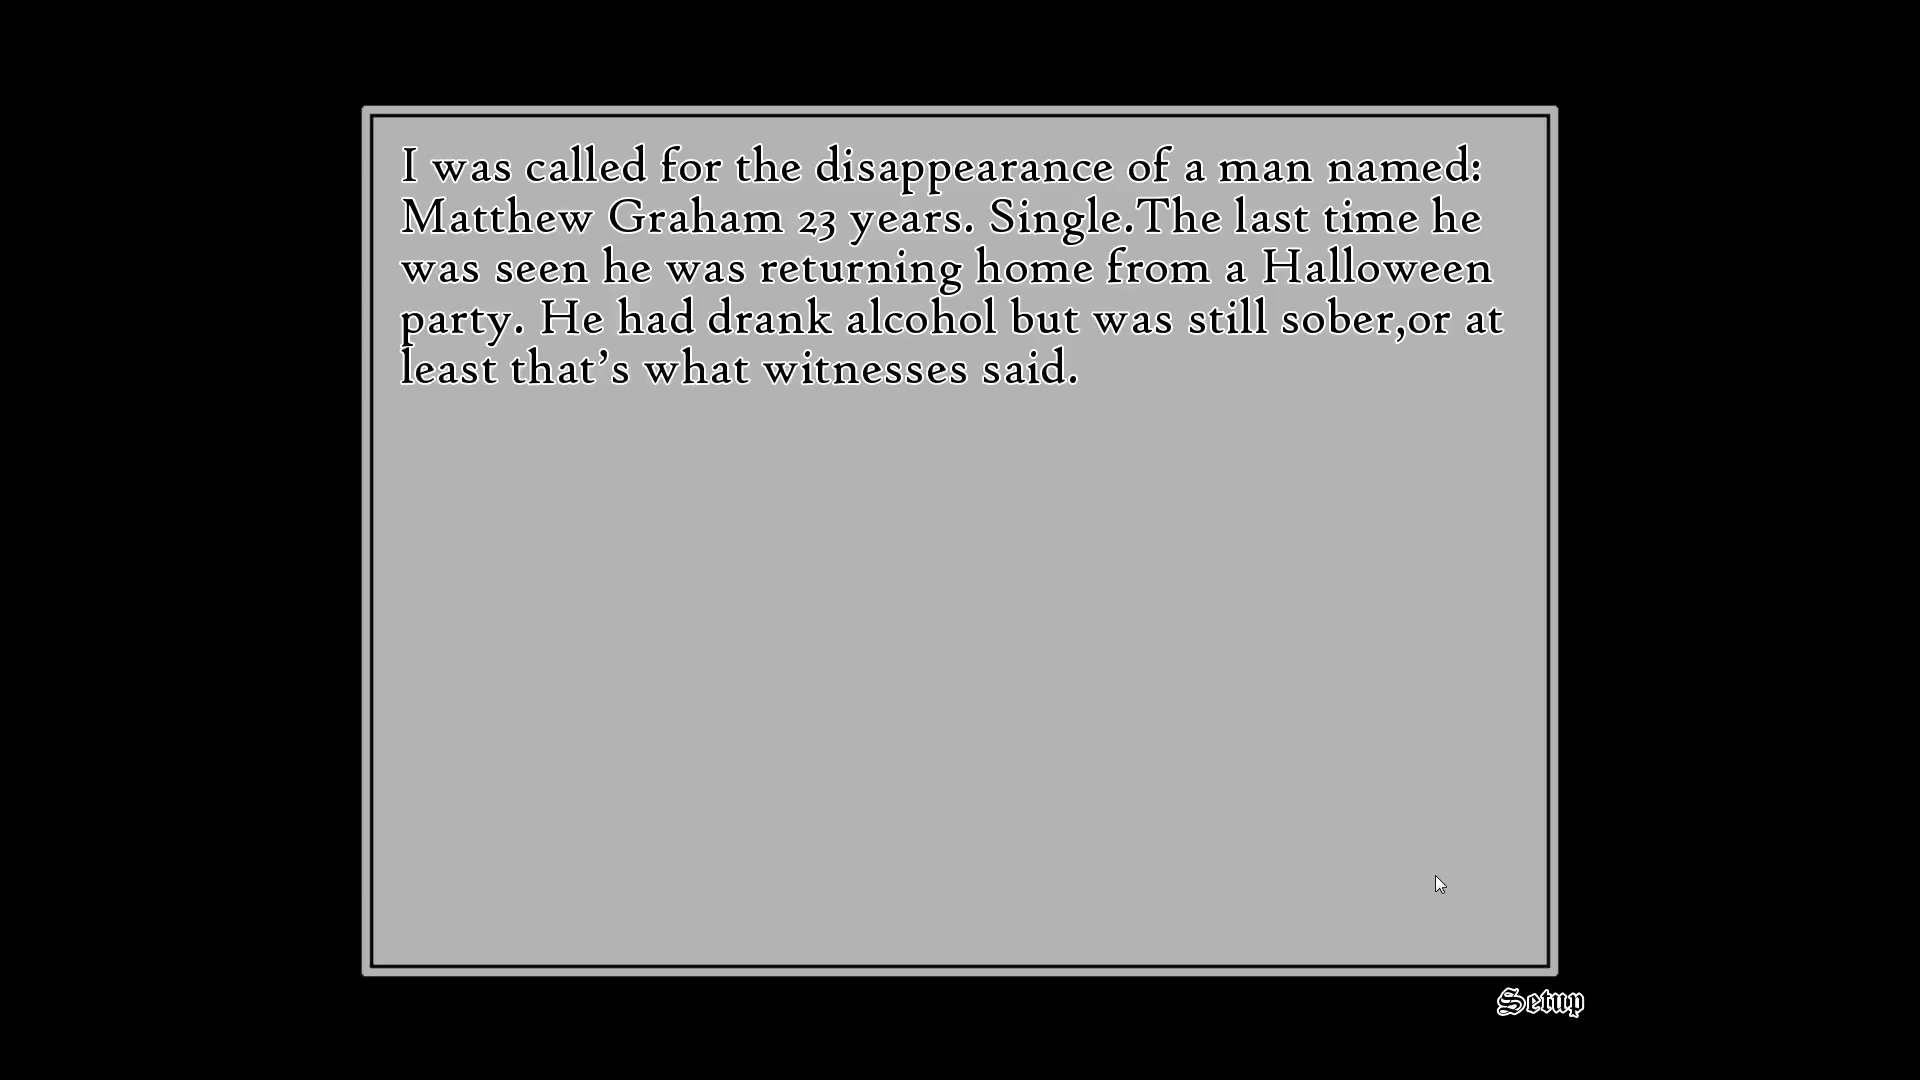 I was called for the disappearance of a man named:
Matthew Graham 23 years. Single.The last time he
was seen he was returning home from a Halloween
party. He had drank alcohol but was still sober,or at
least that's what witnesses said.
Setup